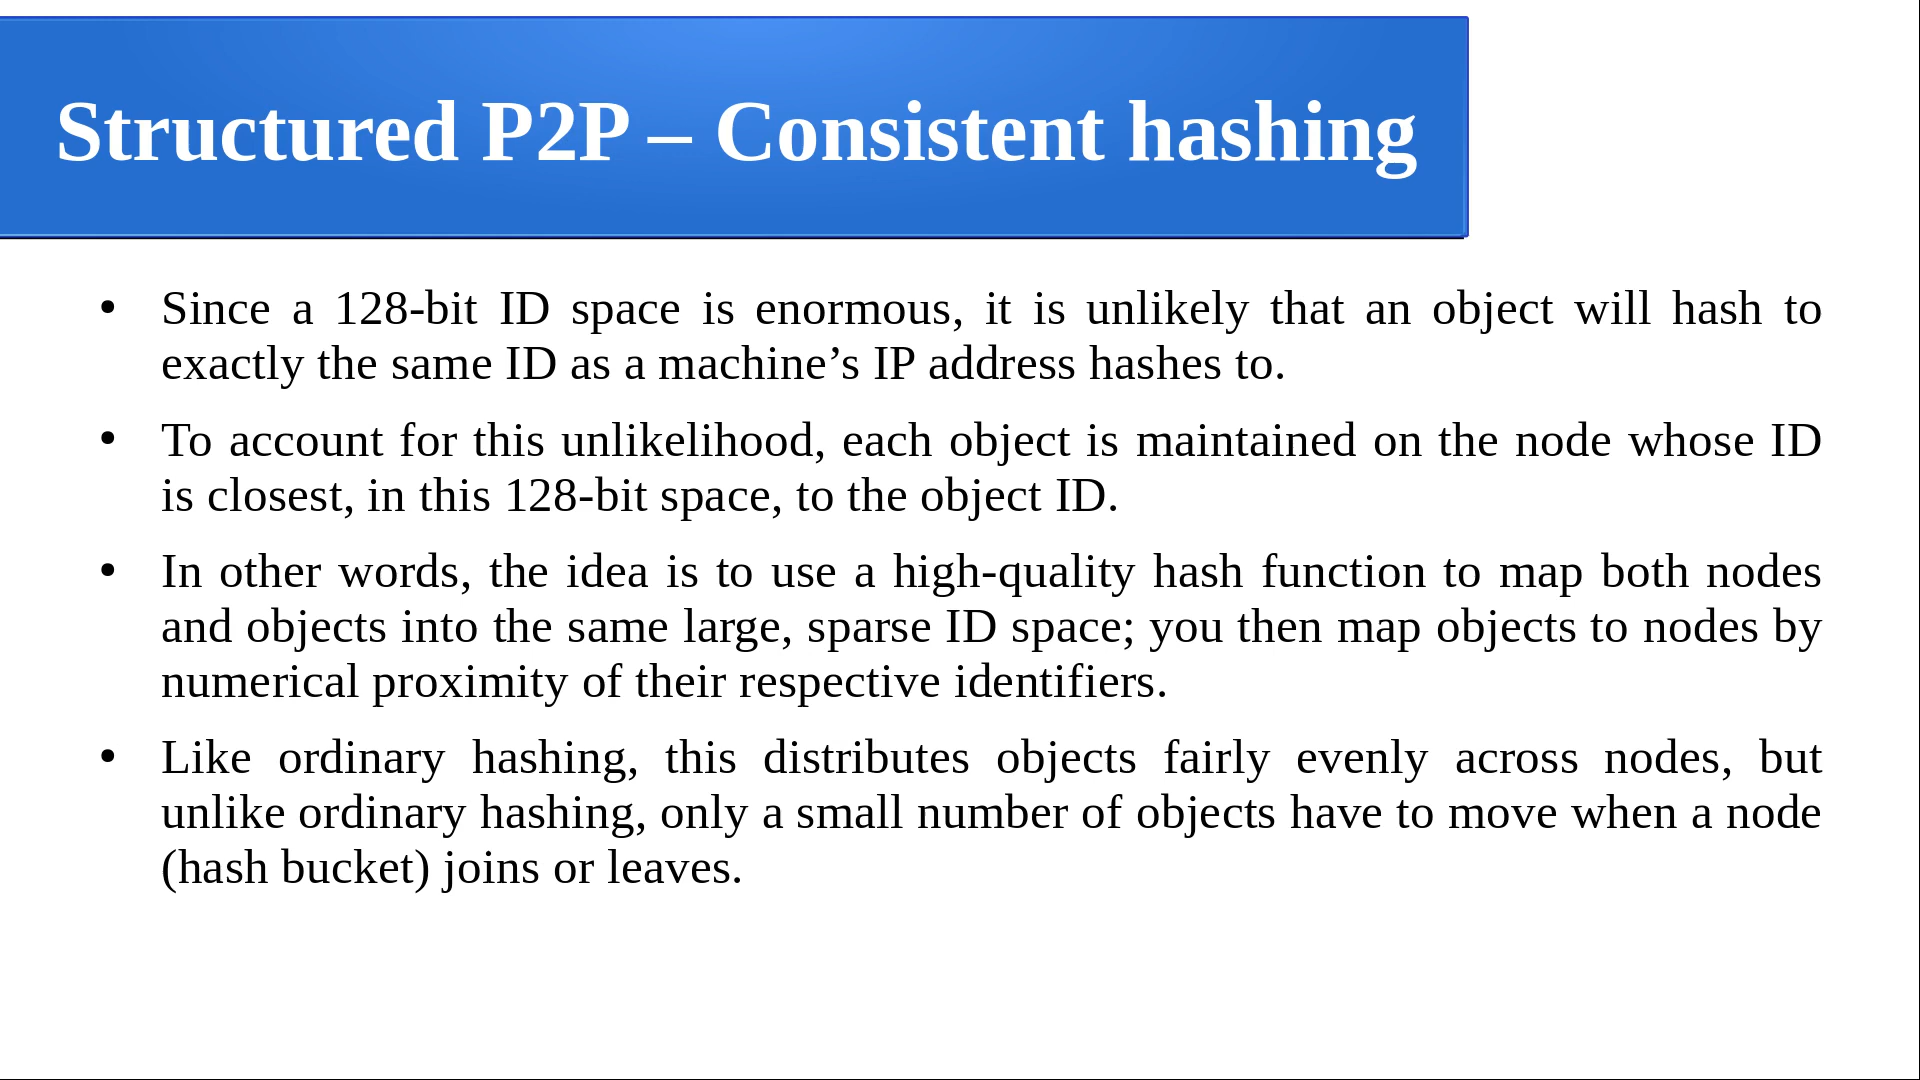 Structured P2P – Consistent hashing
• Since a 128-bit ID space is enormous, it is unlikely that an object will hash to
exactly the same ID as a machine’s IP address hashes to.
• To account for this unlikelihood, each object is maintained on the node whose ID
is closest, in this 128-bit space, to the object ID.
• In other words, the idea is to use a high-quality hash function to map both nodes
and objects into the same large, sparse ID space; you then map objects to nodes by
numerical proximity of their respective identifiers.
• Like ordinary hashing, this distributes objects fairly evenly across nodes, but
unlike ordinary hashing, only a small number of objects have to move when a node
(hash bucket) joins or leaves.